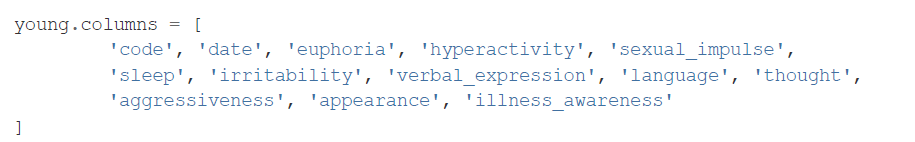 young.columns = [
'code', 'date', 'euphoria', 'hyperactivity', 'sexual_impulse',
'sleep', 'irritability', 'verbal_expression', 'language', 'thought',
'aggressiveness', 'appearance', 'illness_awareness'
]